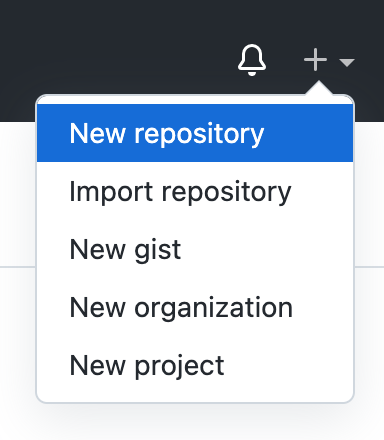 New repository
Import repository
New gist
New organization
New project